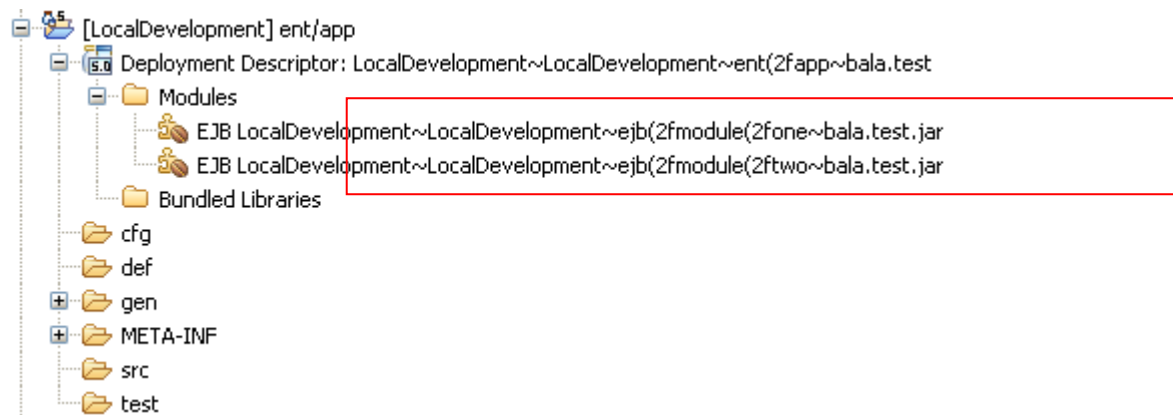 [LocalDevelopment] ent/app
5.0 Deployment Descriptor: LocalDevelopment~LocalDevelopment~ent(2fapp~bala.test
Modules
EJB LocalDevelopment~LocalDevelopment~ejb(2fmodule(2fone~bala.test.jar
EJB LocalDevelopment~LocalDevelopment~ejb(2fmodule(2ftwo~bala.test.jar
Bundled Libraries
cfg
def
gen
META-INF
src
test